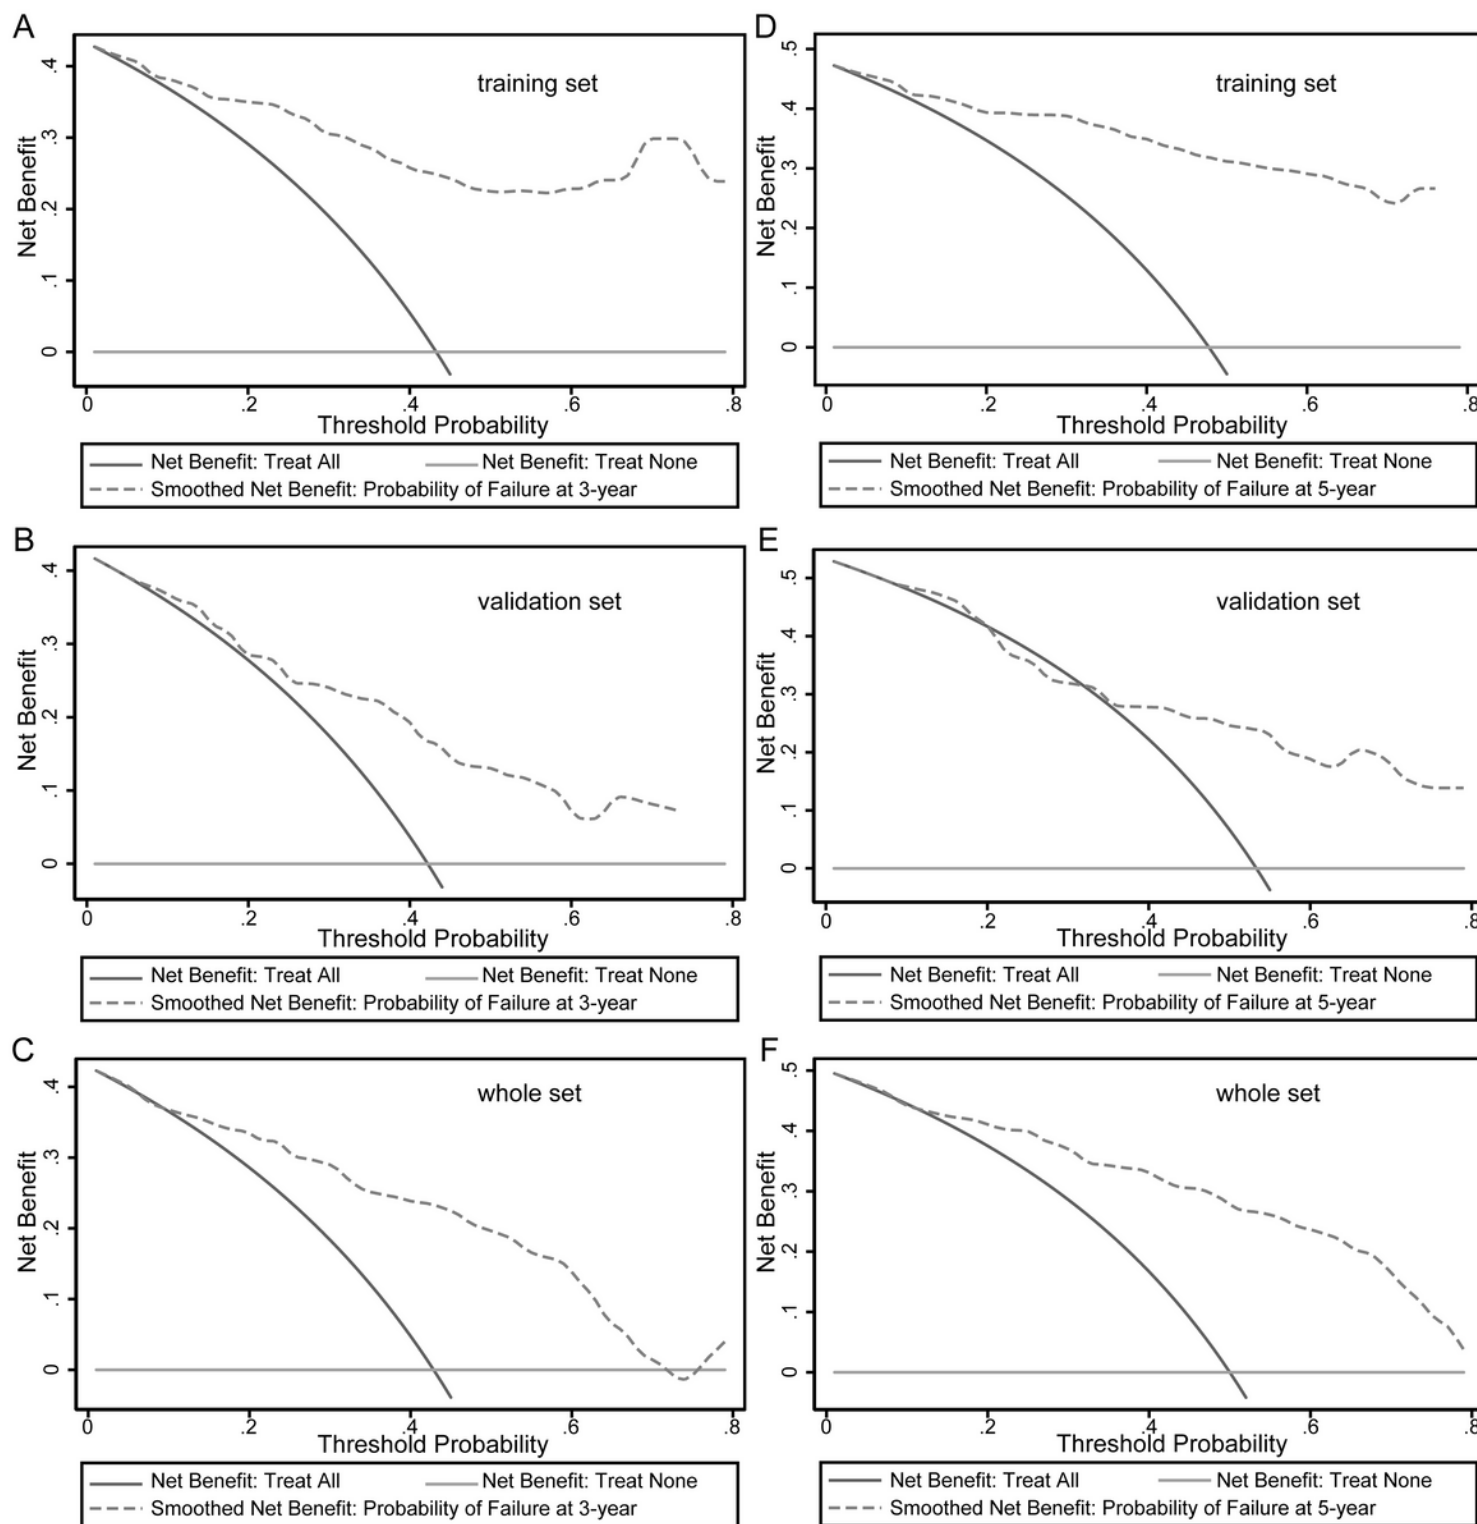 A
training set
Net Benefit
.4
.3
.2
.1
0
0
.2
.4
.6
.8
Threshold Probability
Net Benefit: Treat All
Net Benefit: Treat None
Smoothed Net Benefit: Probability of Failure at 3-year
D
training set
Net Benefit
.5
.4
.3
.2
.1
0
0
.2
.4
.6
.8
Threshold Probability
Net Benefit: Treat All
Net Benefit: Treat None
Smoothed Net Benefit: Probability of Failure at 5-year
B
validation set
Net Benefit
.4
.3
.2
.1
0
0
.2
.4
.6
.8
Threshold Probability
Net Benefit: Treat All
Net Benefit: Treat None
Smoothed Net Benefit: Probability of Failure at 3-year
E
validation set
Net Benefit
.5
.4
.3
.2
.1
0
0
.2
.4
.6
.8
Threshold Probability
Net Benefit: Treat All
Net Benefit: Treat None
Smoothed Net Benefit: Probability of Failure at 5-year
C
whole set
Net Benefit
.4
.3
.2
.1
0
0
.2
.4
.6
.8
Threshold Probability
Net Benefit: Treat All
Net Benefit: Treat None
Smoothed Net Benefit: Probability of Failure at 3-year
F
whole set
Net Benefit
.5
.4
.3
.2
.1
0
0
.2
.4
.6
.8
Threshold Probability
Net Benefit: Treat All
Net Benefit: Treat None
Smoothed Net Benefit: Probability of Failure at 5-year